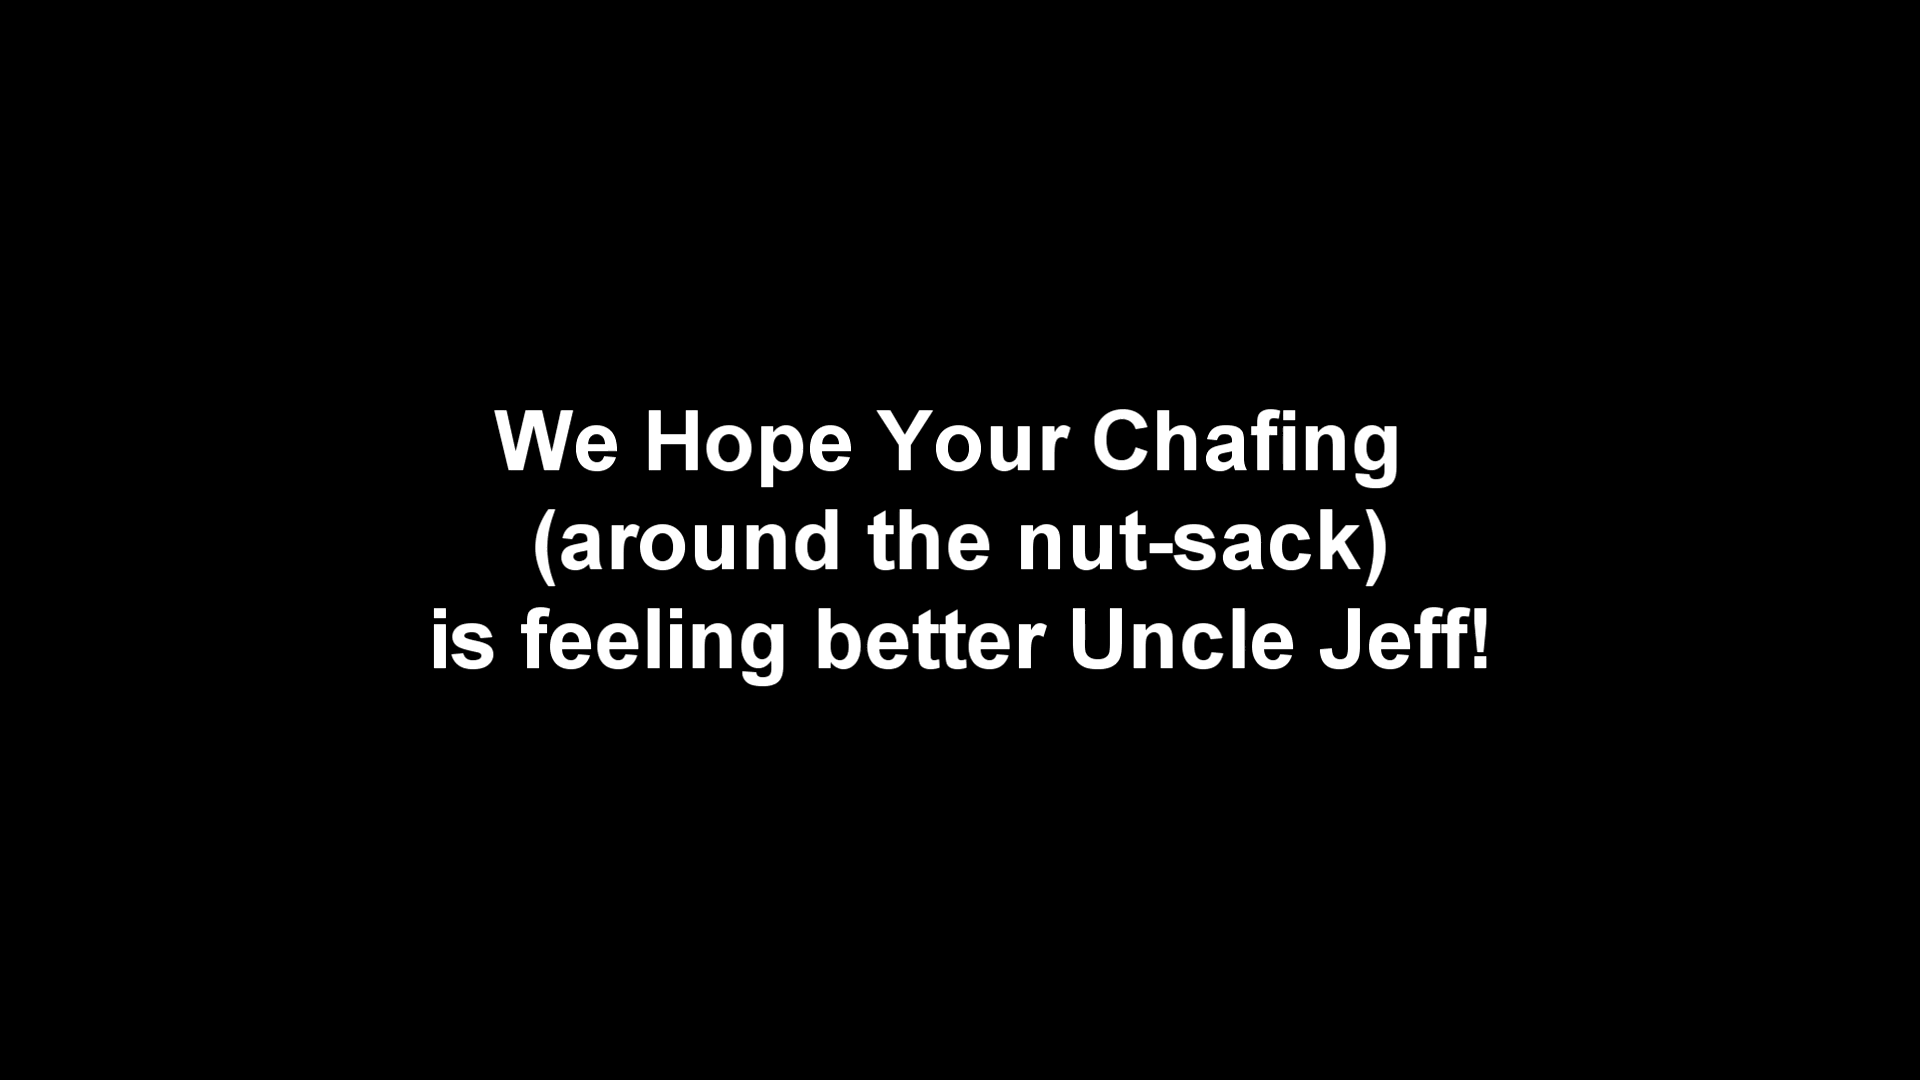 We Hope Your Chafing
(around the nut-sack)
is feeling better Uncle Jeff!